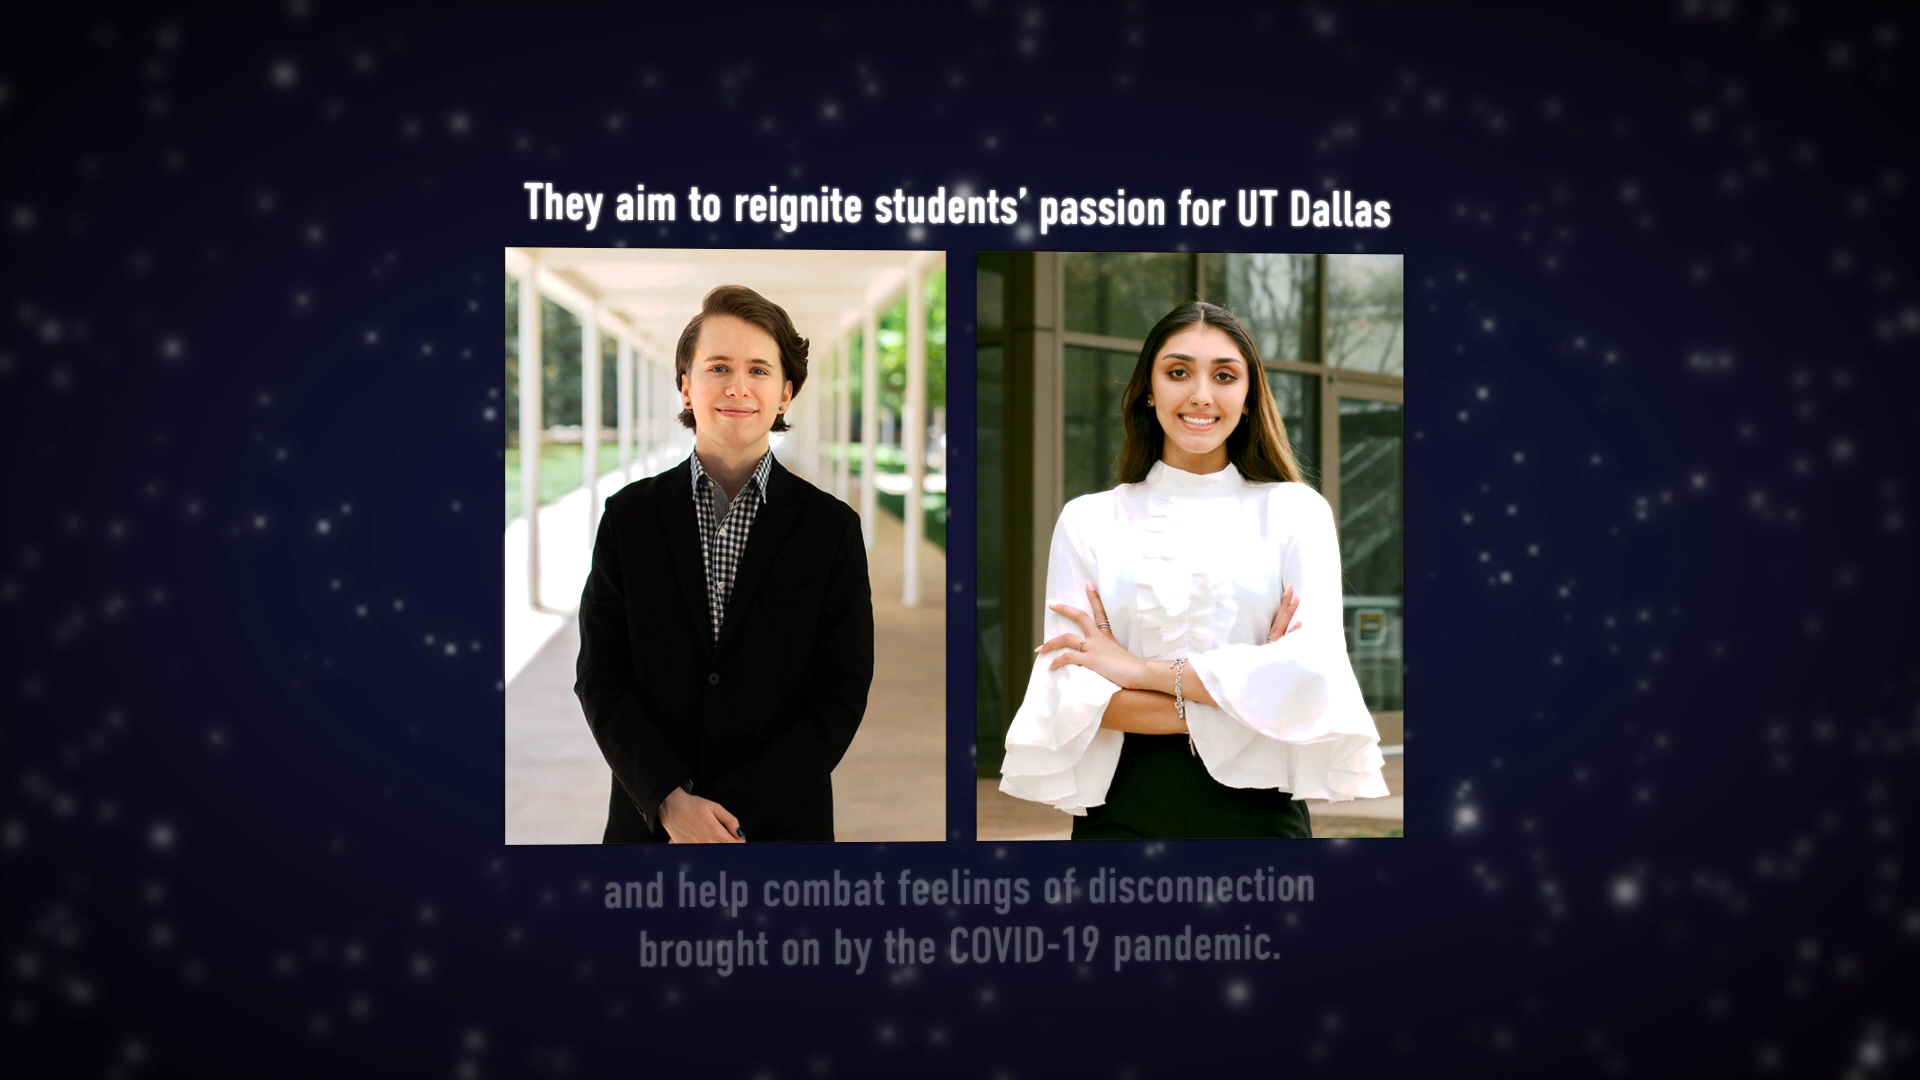 They aim to reignite students’ passion for UT Dallas
and help combat feelings of disconnection
brought on by the COVID-19 pandemic.